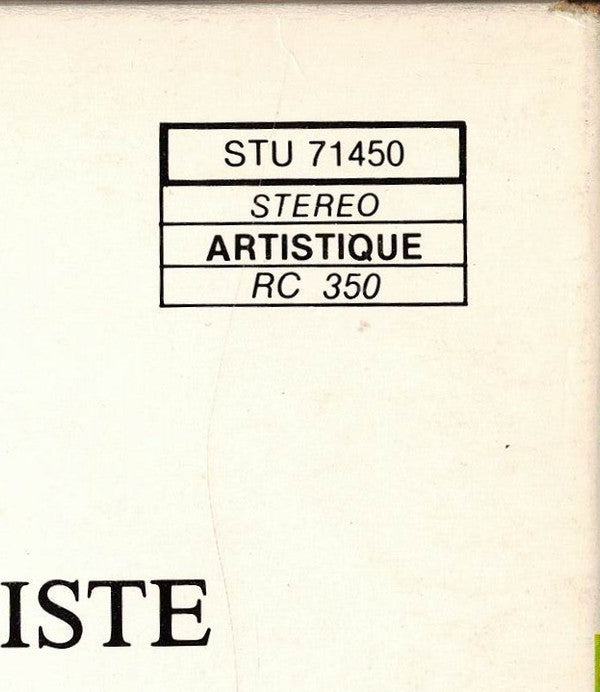 STU 71450
STEREO
ARTISTIQUE
RC 350
ISTE